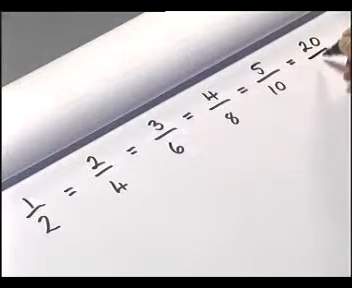 1/2 = 2/4 = 3/6 = 4/8 = 5/10 = 20/